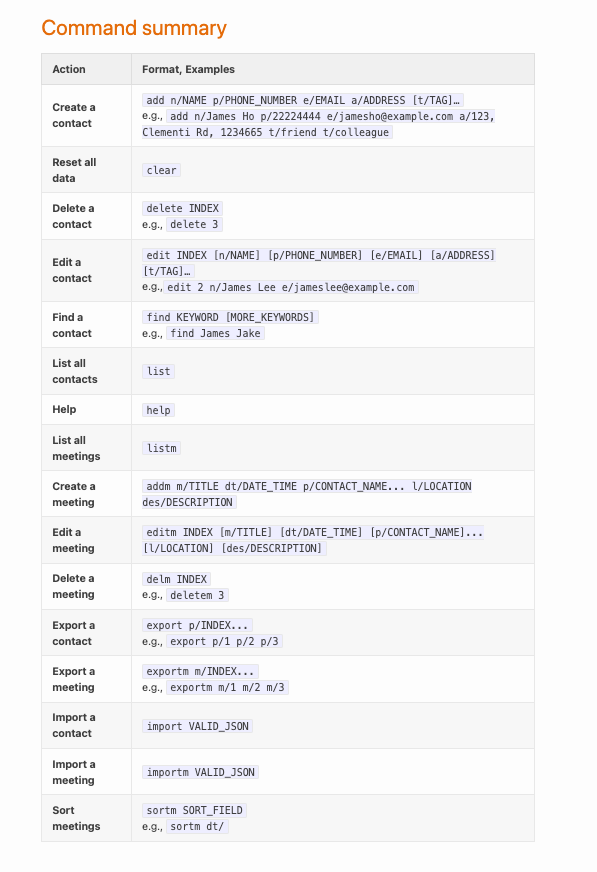 Command summary
Action Format, Examples
Create a contact
add n/NAME p/PHONE_NUMBER e/EMAIL a/ADDRESS [t/TAG]…
e.g., add n/James Ho p/22224444 e/jamesho@example.com a/123,
Clementi Rd, 1234665 t/friend t/colleague
Reset all data
clear
Delete a contact
delete INDEX
e.g., delete 3
Edit a contact
edit INDEX [n/NAME] [p/PHONE_NUMBER] [e/EMAIL] [a/ADDRESS]
[t/TAG]…
e.g., edit 2 n/James Lee e/jameslee@example.com
Find a contact
find KEYWORD [MORE_KEYWORDS]
e.g., find James Jake
List all contacts
list
Help
help
List all meetings
listm
Create a meeting
addm m/TITLE dt/DATE_TIME p/CONTACT_NAME... l/LOCATION
des/DESCRIPTION
Edit a meeting
editm INDEX [m/TITLE] [dt/DATE_TIME] [p/CONTACT_NAME]...
[l/LOCATION] [des/DESCRIPTION]
Delete a meeting
delm INDEX
e.g., deletem 3
Export a contact
export p/INDEX...
e.g., export p/1 p/2 p/3
Export a meeting
exportm m/INDEX...
e.g., exportm m/1 m/2 m/3
Import a contact
import VALID_JSON
Import a meeting
importm VALID_JSON
Sort meetings
sortm SORT_FIELD
e.g., sortm dt/